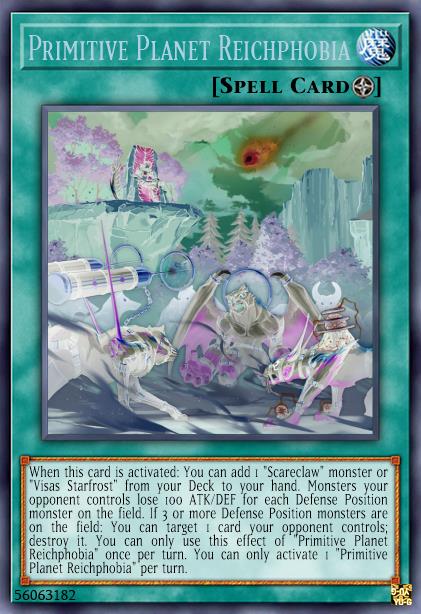 Primitive Planet Reichphobia
[Spell Card]
When this card is activated: You can add 1 "Scareclaw" monster or
"Visas Starfrost" from your Deck to your hand. Monsters your
opponent controls lose 100 ATK/DEF for each Defense Position
monster on the field. If 3 or more Defense Position monsters are
on the field: You can target 1 card your opponent controls;
destroy it. You can only use this effect of "Primitive Planet
Reichphobia" once per turn. You can only activate 1 "Primitive
Planet Reichphobia" per turn.
56063182